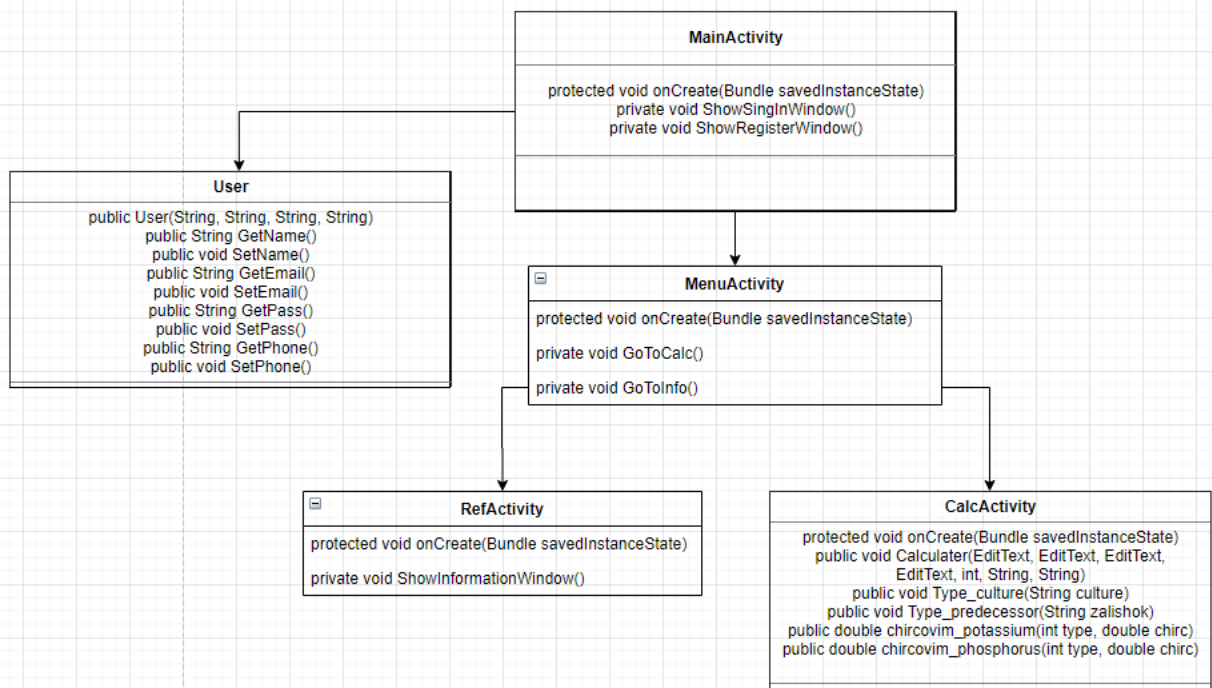 MainActivity
protected void onCreate(Bundle savedInstanceState)
private void ShowSingInWindow()
private void ShowRegisterWindow()
User
public User(String, String, String, String)
public String GetName()
public void SetName()
public String GetEmail()
public void SetEmail()
public String GetPass()
public void SetPass()
public String GetPhone()
public void SetPhone()
MenuActivity
protected void onCreate(Bundle savedInstanceState)
private void GoToCalc()
private void GoToInfo()
RefActivity
protected void onCreate(Bundle savedInstanceState)
private void ShowInformationWindow()
CalcActivity
protected void onCreate(Bundle savedInstanceState)
public void Calculater(EditText, EditText, EditText,
EditText, int, String, String)
public void Type_culture(String culture)
public void Type_predecessor(String zalishok)
public double chircovim_potassium(int type, double chirc)
public double chircovim_phosphorus(int type, double chirc)